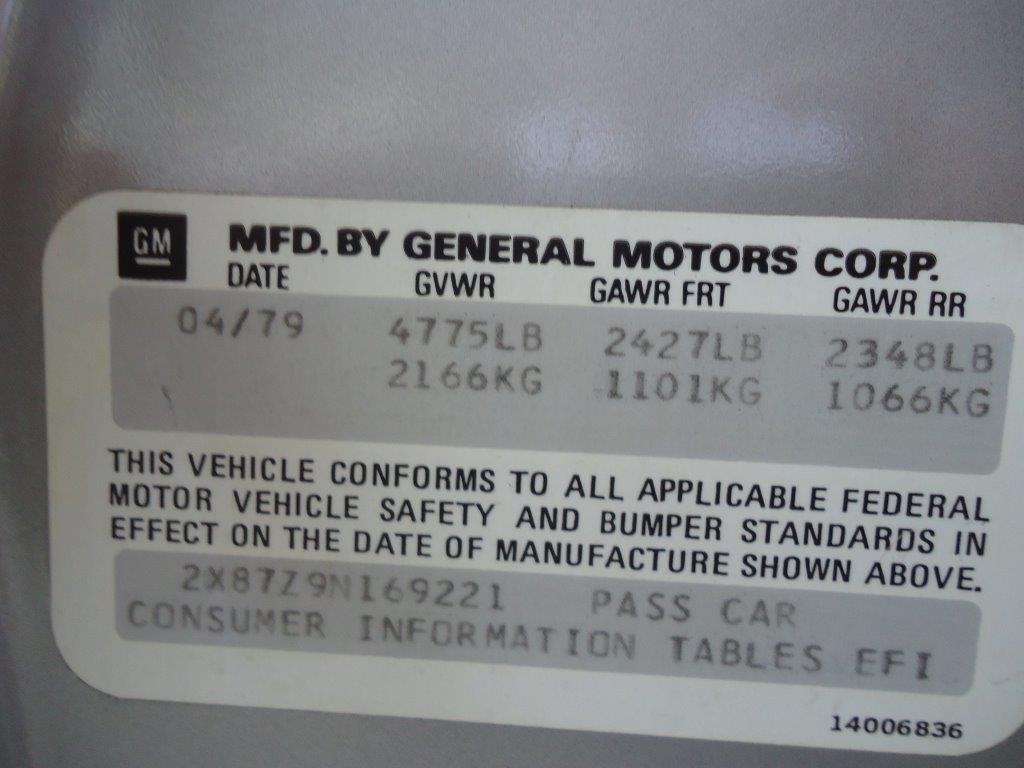 GM
MFD. BY GENERAL MOTORS CORP.
DATE GVWR GAWR FRT GAWR RR
04/79 4775LB 2427LB 2348LB
2166KG 1101KG 1066KG
THIS VEHICLE CONFORMS TO ALL APPLICABLE FEDERAL
MOTOR VEHICLE SAFETY AND BUMPER STANDARDS IN
EFFECT ON THE DATE OF MANUFACTURE SHOWN ABOVE.
2X87Z9N169221 PASS CAR
CONSUMER INFORMATION TABLES EFI
14006836